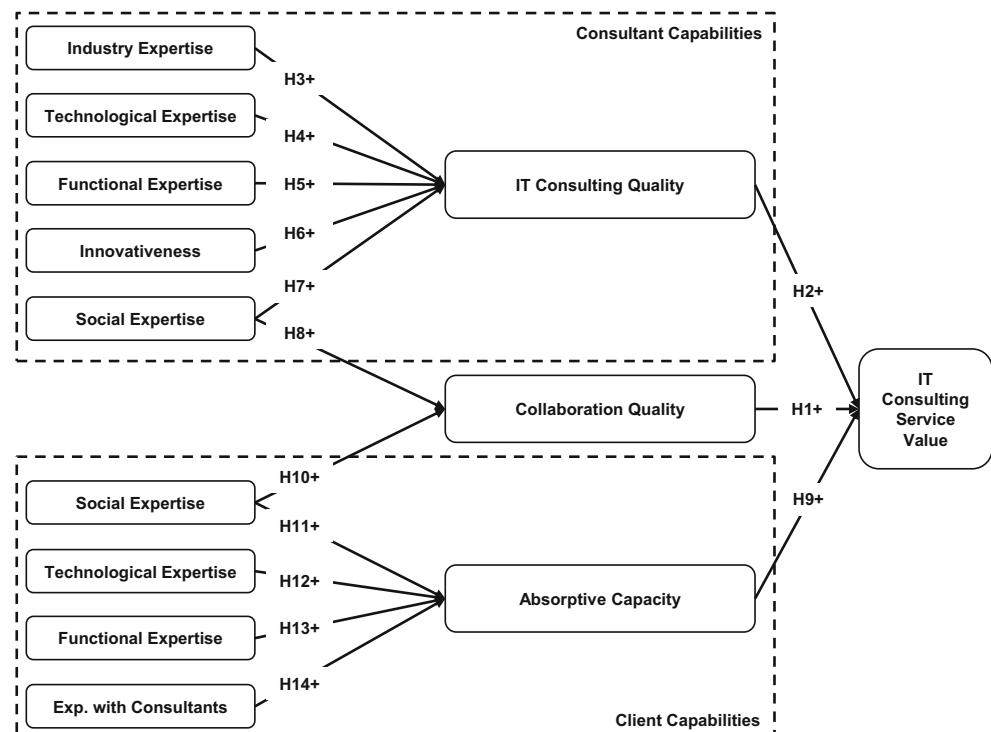 Consultant Capabilities
Industry Expertise
H3+
Technological Expertise
H4+
Functional Expertise
H5+
IT Consulting Quality
Innovativeness
H6+
H7+
H2+
Social Expertise
H8+
IT
Consulting
Service
Value
Collaboration Quality
H1+
H10+
Social Expertise
H9+
H11+
Technological Expertise
H12+
Absorptive Capacity
Functional Expertise
H13+
H14+
Exp. with Consultants
Client Capabilities